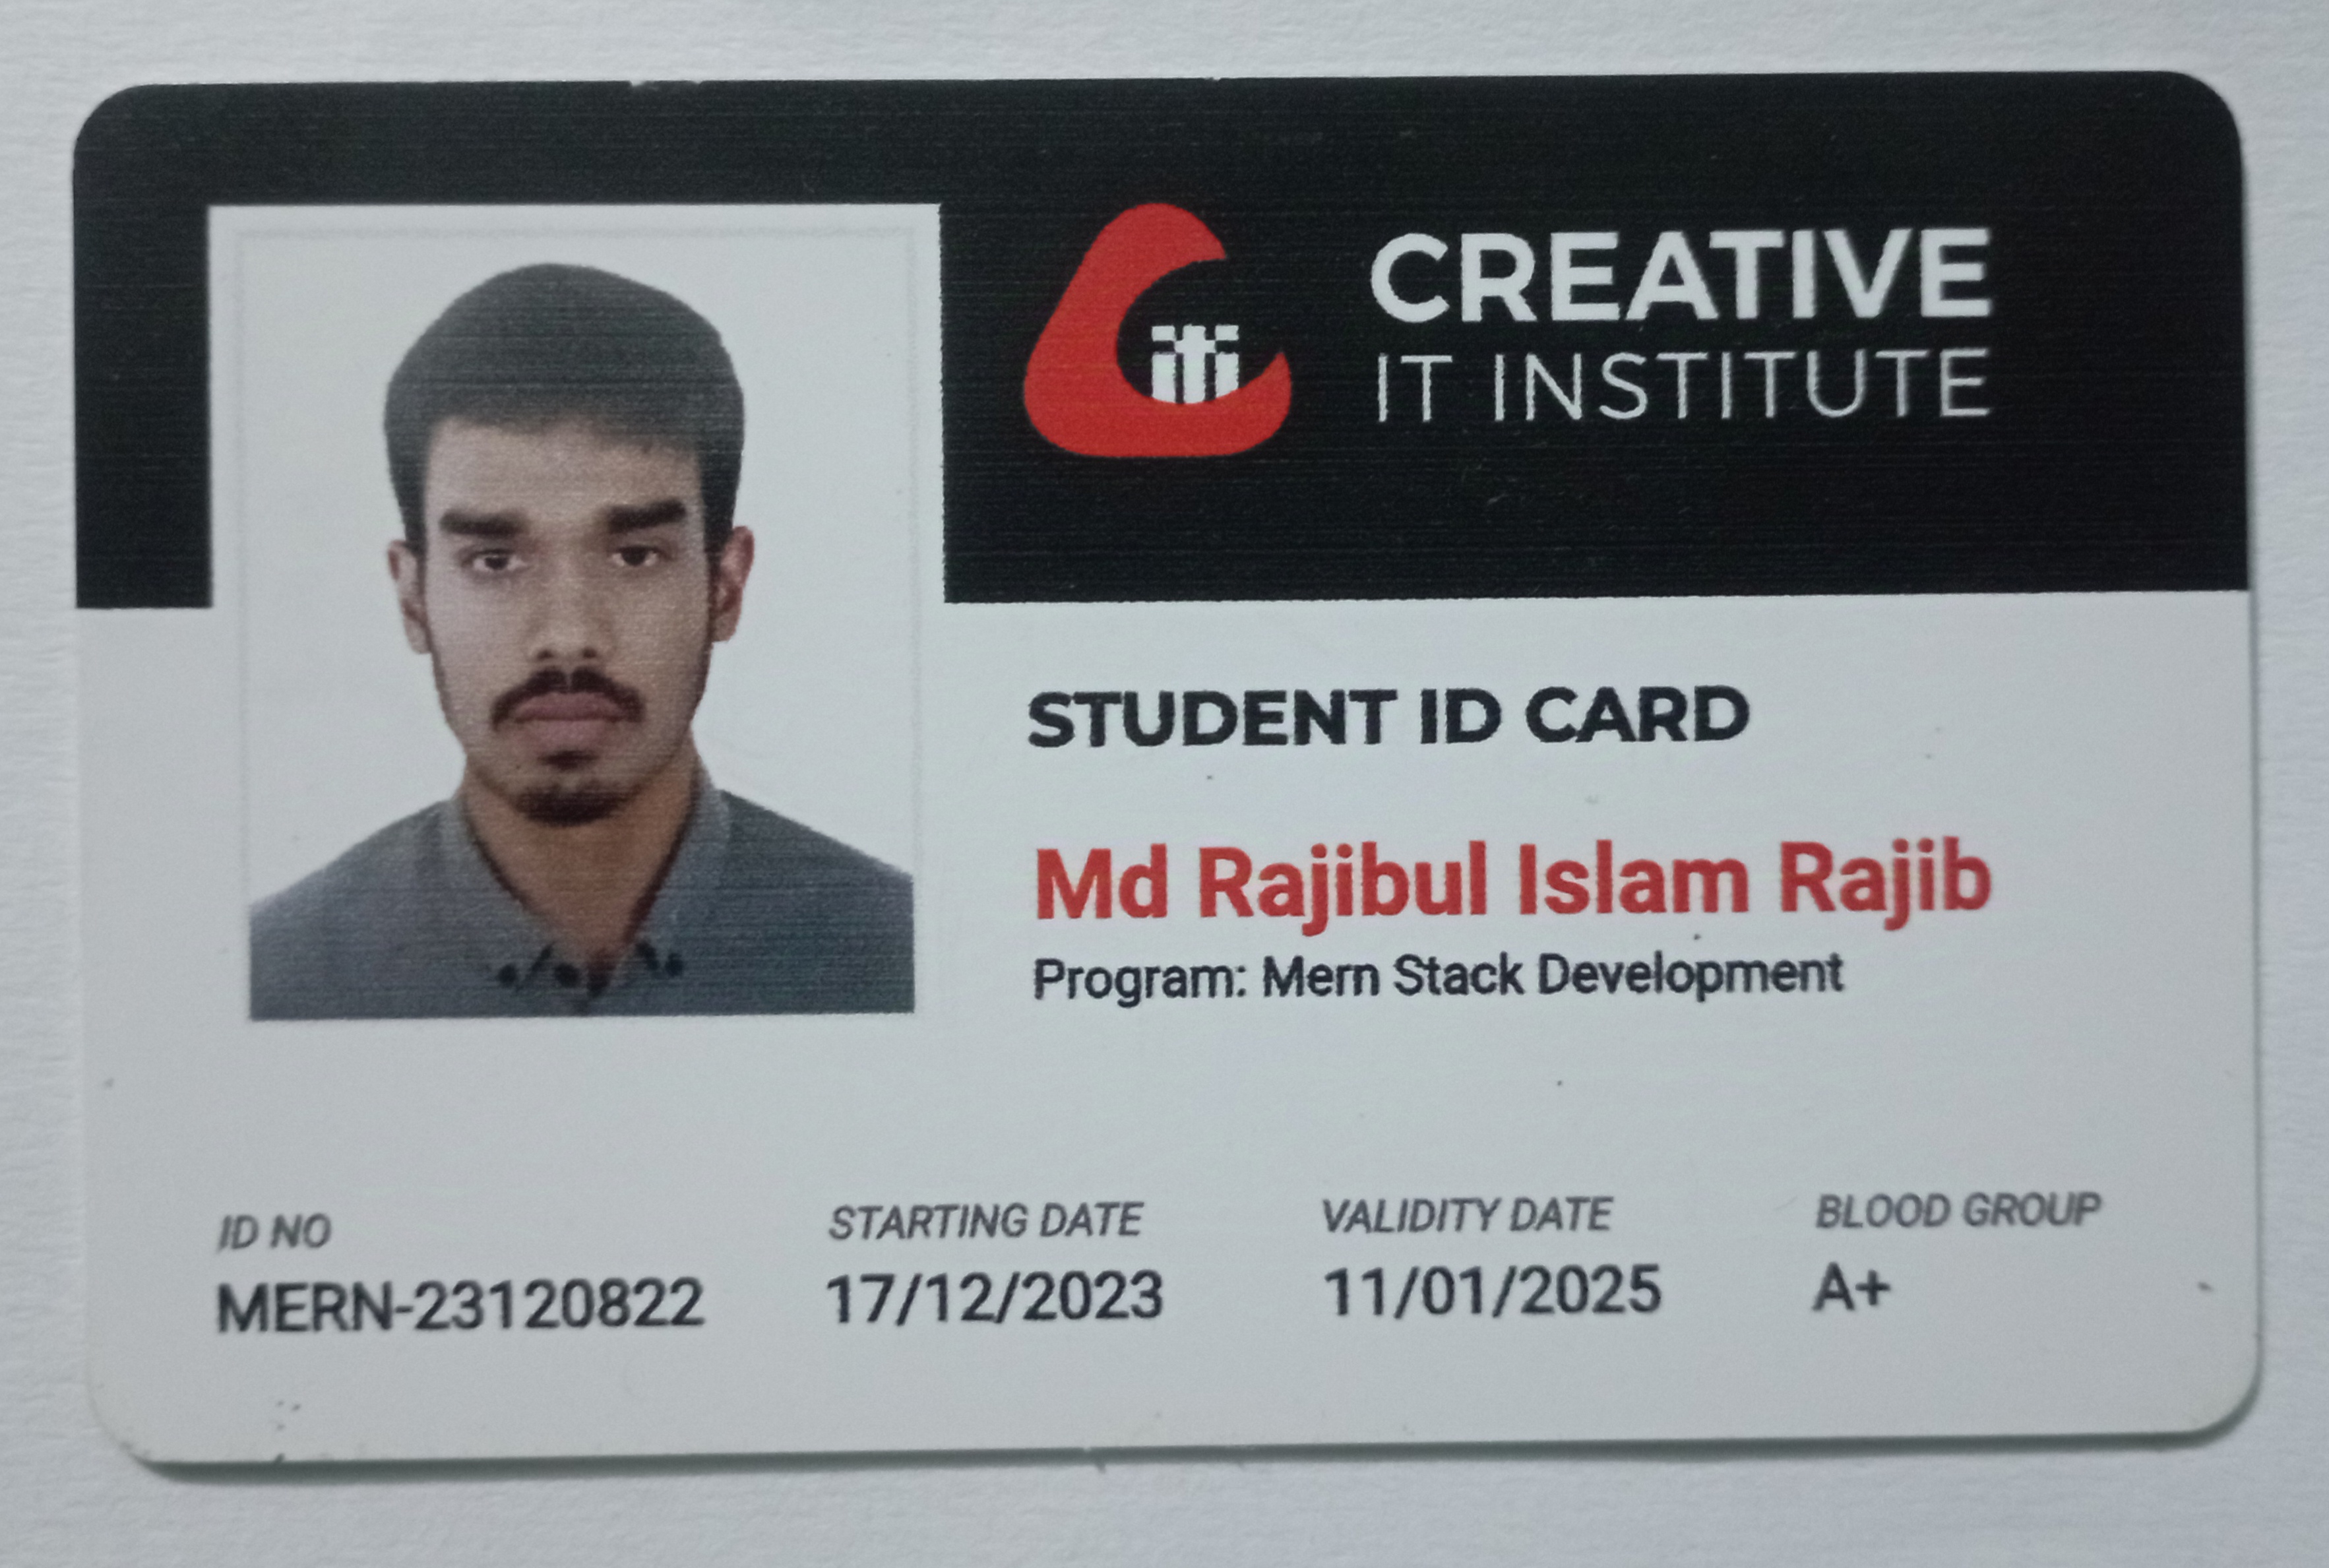 CREATIVE
IT INSTITUTE
STUDENT ID CARD
Md Rajibul Islam Rajib
Program: Mern Stack Development
ID NO
MERN-23120822
STARTING DATE
17/12/2023
VALIDITY DATE
11/01/2025
BLOOD GROUP
A+